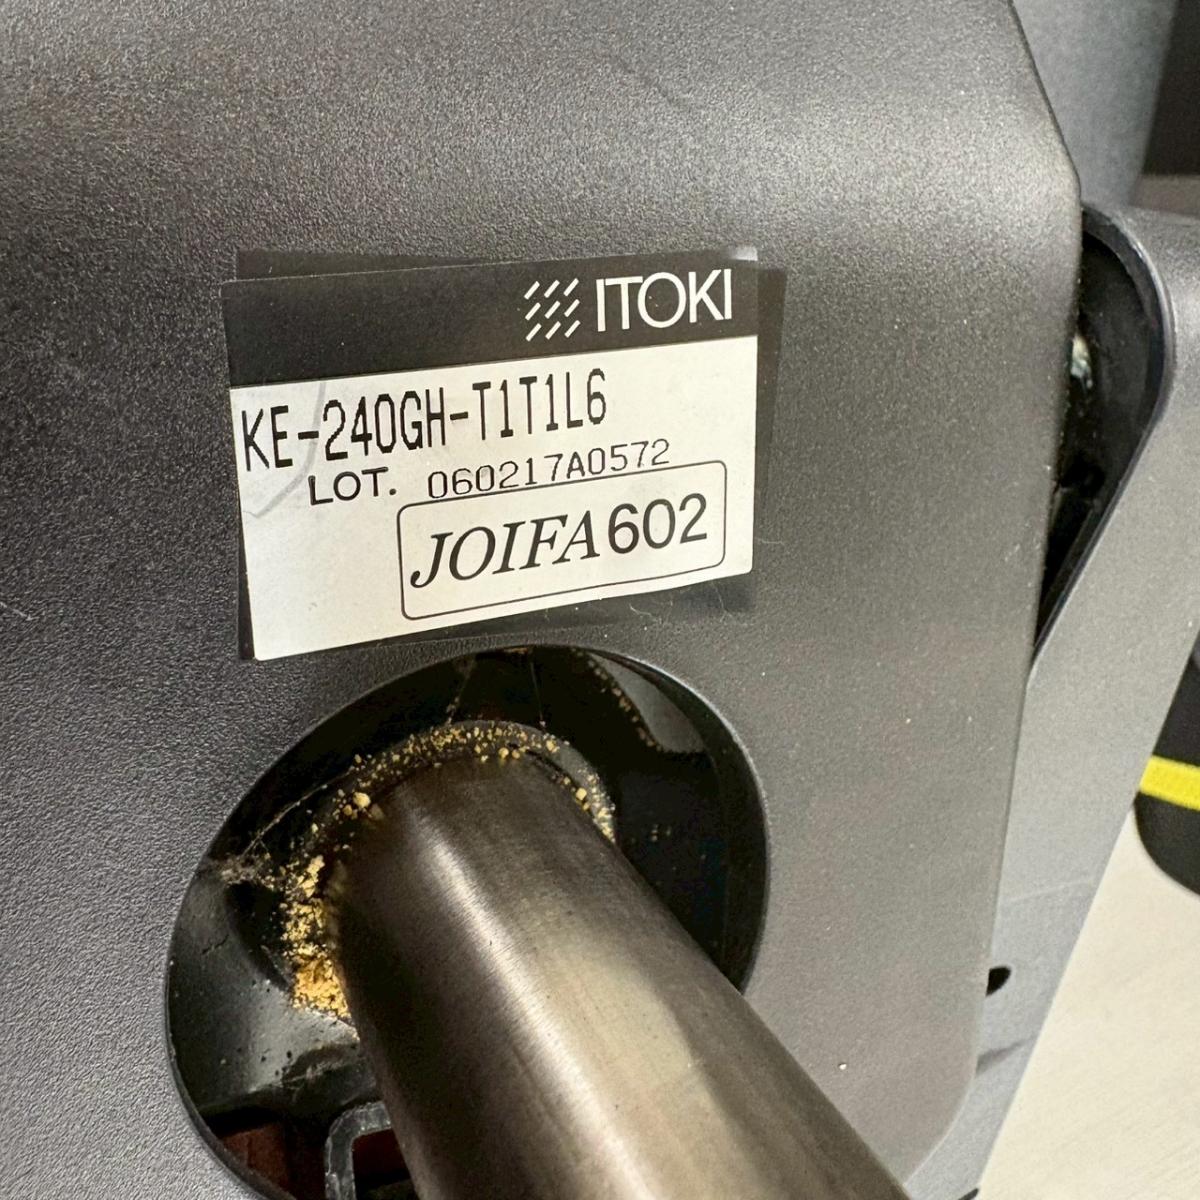 ITOKI
KE-240GH-T1T1L6
LOT. 060217A0572
JOIFA602